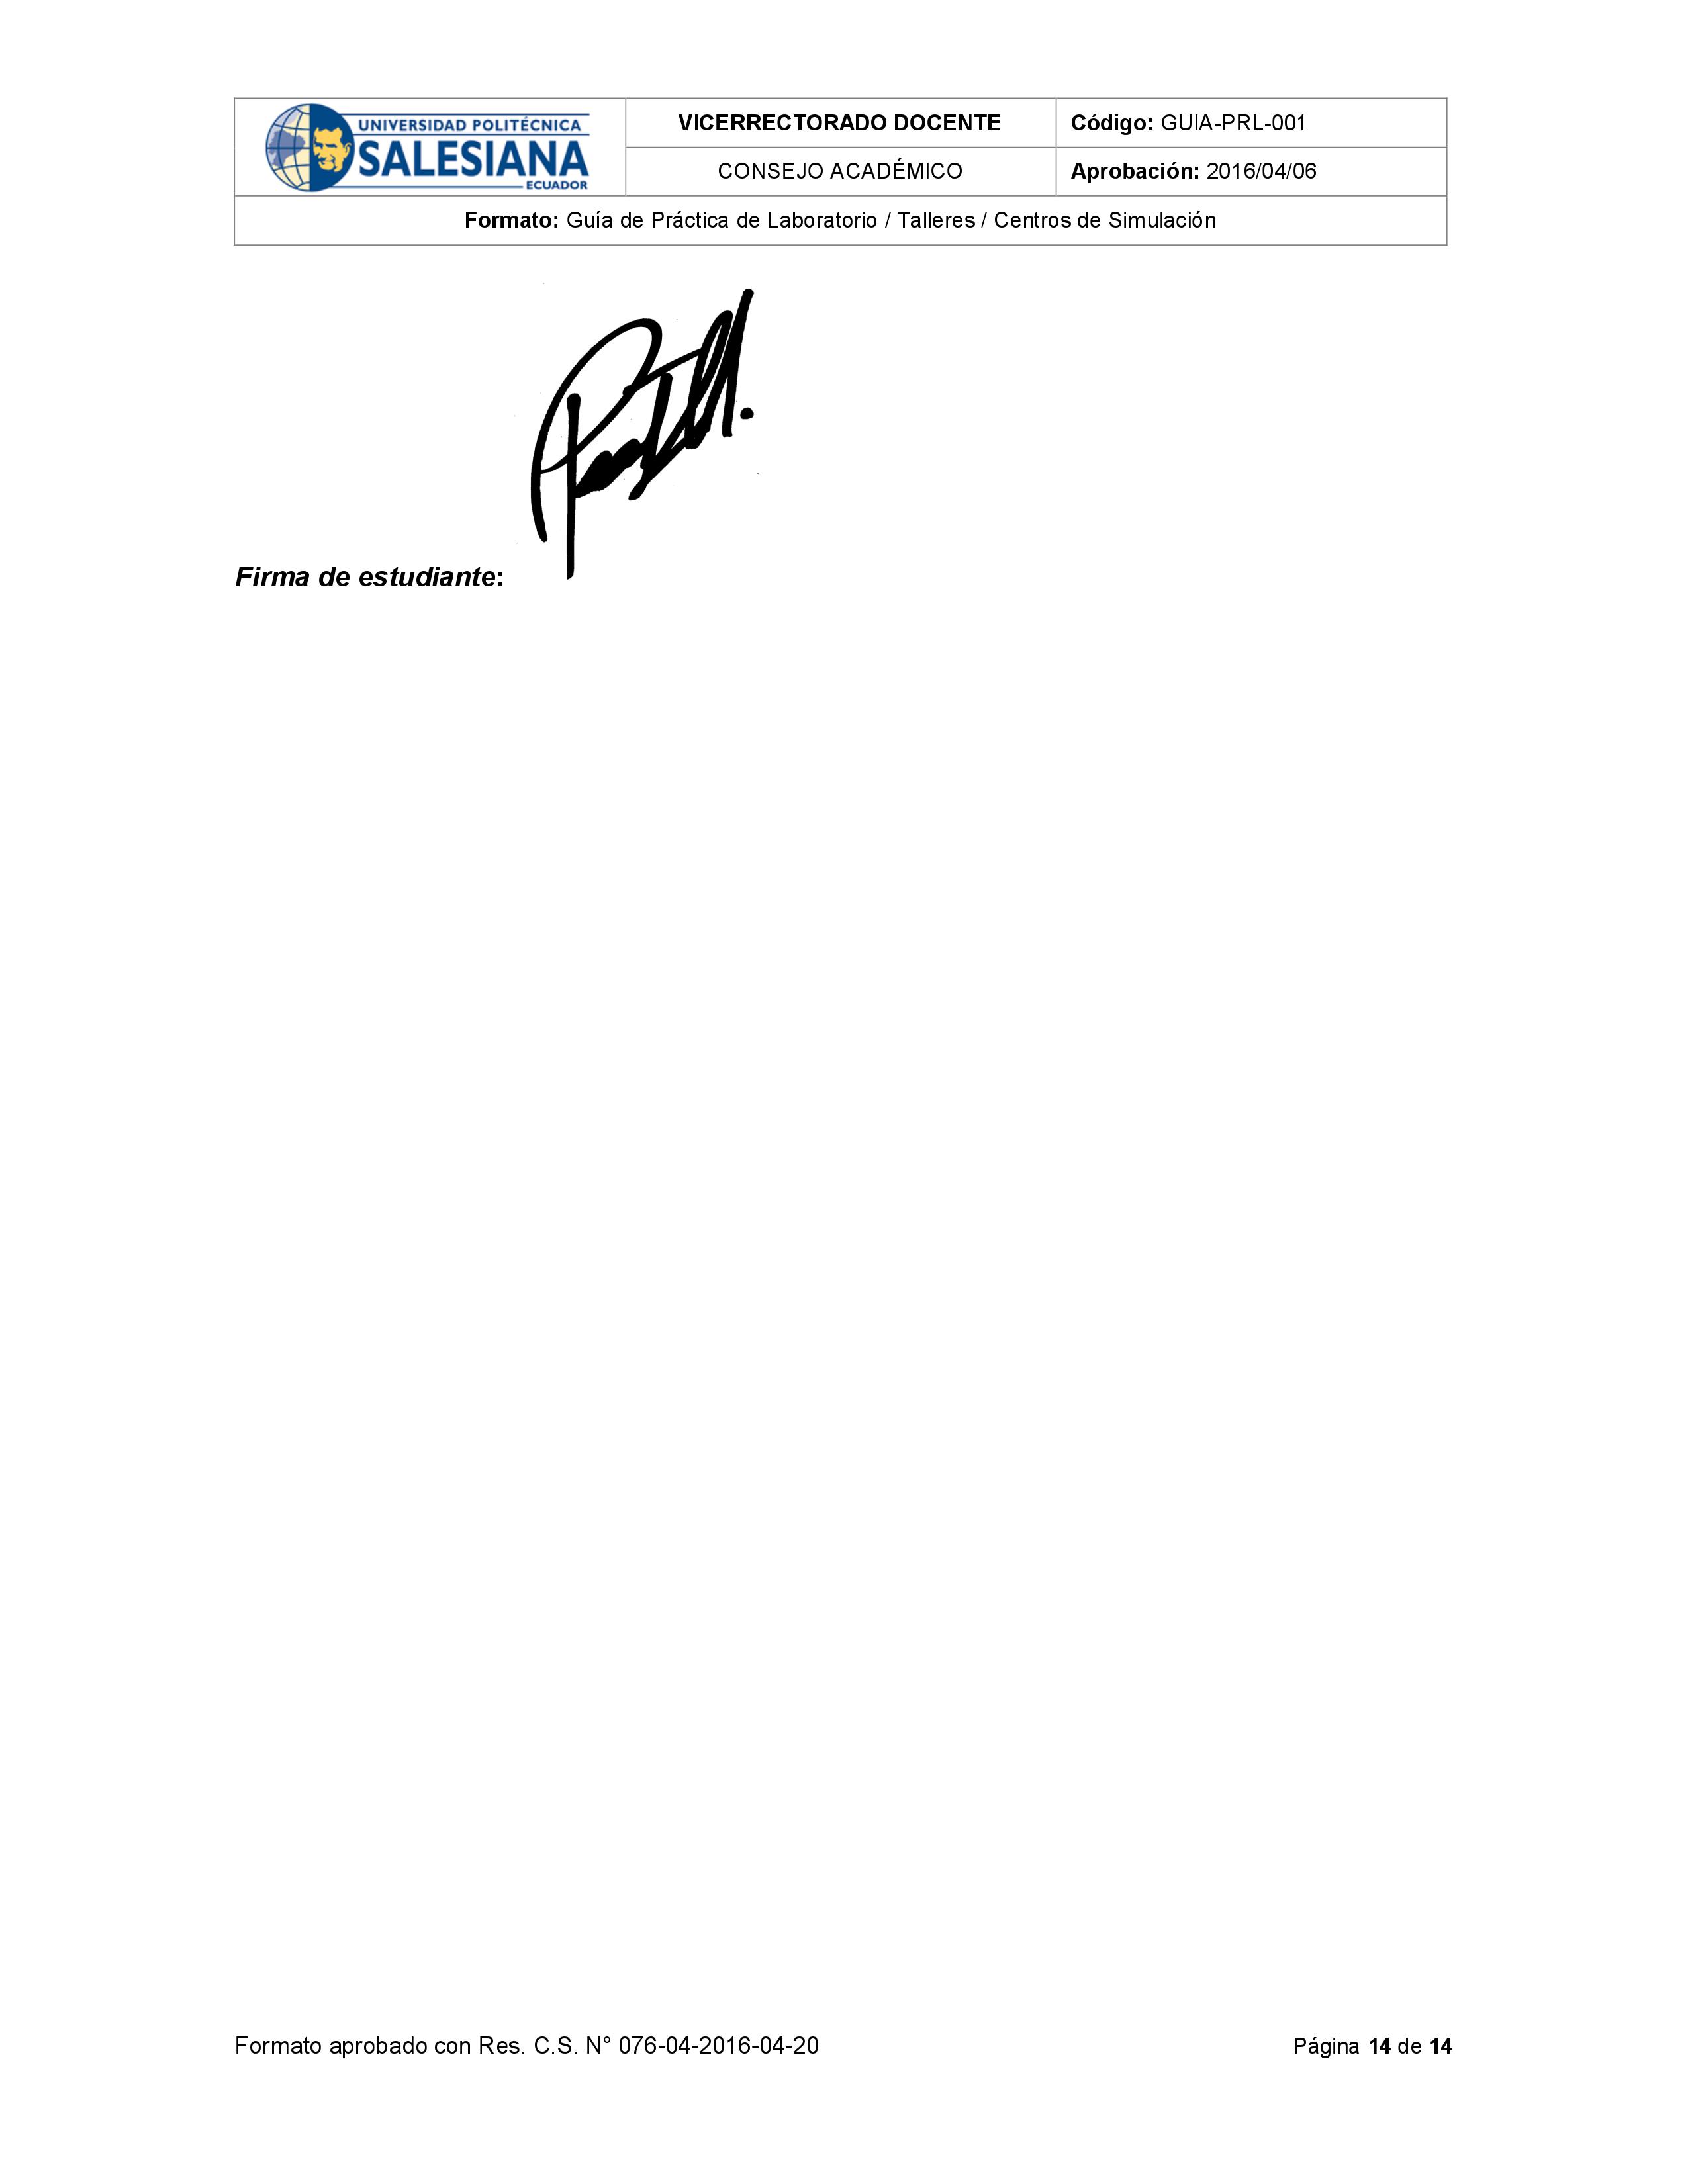 UNIVERSIDAD POLITÉCNICA
SALESIANA
ECUADOR
VICERRECTORADO DOCENTE
Código: GUIA-PRL-001
CONSEJO ACADÉMICO
Aprobación: 2016/04/06
Formato: Guía de Práctica de Laboratorio / Talleres / Centros de Simulación
Firma de estudiante:
Formato aprobado con Res. C.S. N° 076-04-2016-04-20
Página 14 de 14